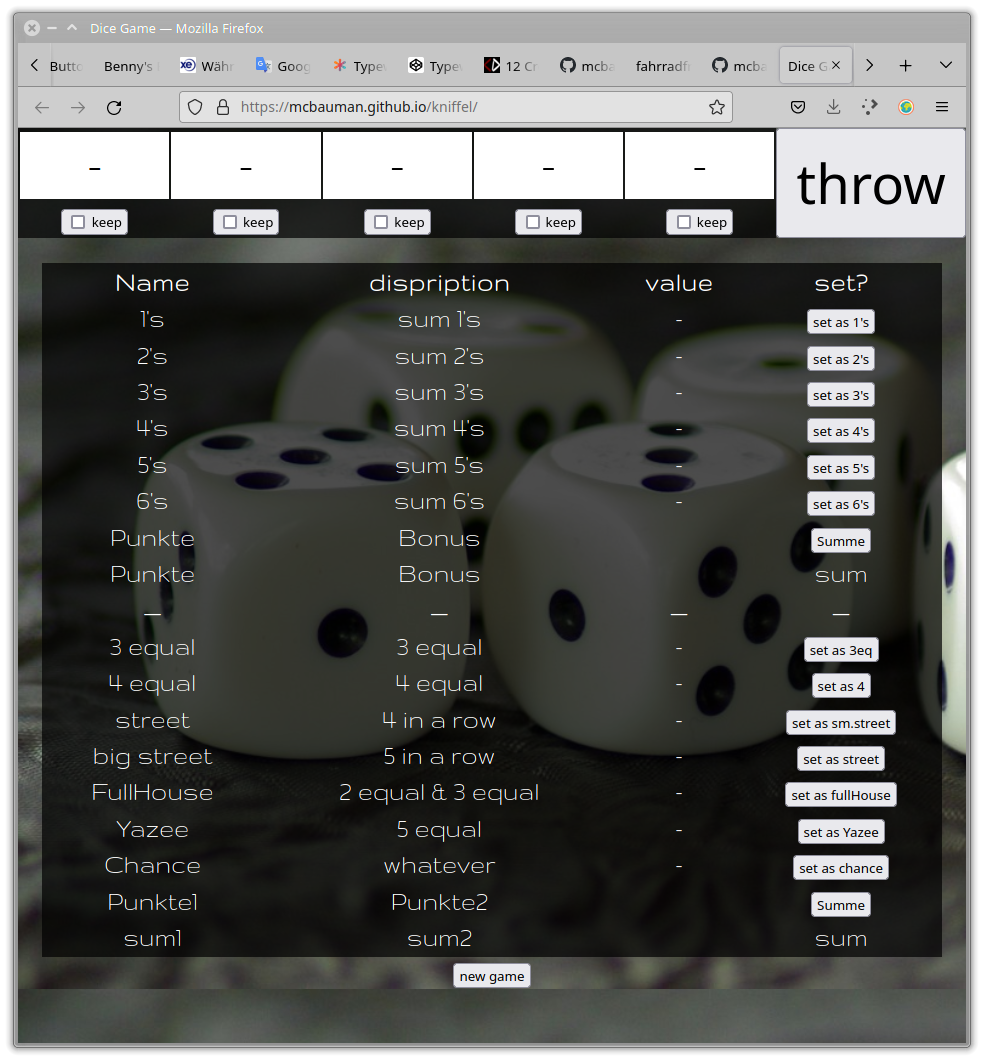 Dice Game — Mozilla Firefox
Butto Benny's Währ Goog Typew Typew 12 Cr mcba fahrradfr mcba Dice G
https://mcbauman.github.io/kniffel/
- - - - - throw
keep keep keep keep keep
Name dispription value set?
1's sum 1's - set as 1's
2's sum 2's - set as 2's
3's sum 3's - set as 3's
4's sum 4's - set as 4's
5's sum 5's - set as 5's
6's sum 6's - set as 6's
Punkte Bonus Summe
Punkte Bonus sum
— — — —
3 equal 3 equal - set as 3eq
4 equal 4 equal - set as 4
street 4 in a row - set as sm.street
big street 5 in a row - set as street
FullHouse 2 equal & 3 equal - set as fullHouse
Yazee 5 equal - set as Yazee
Chance whatever - set as chance
Punkte1 Punkte2 Summe
sum1 sum2 sum
new game